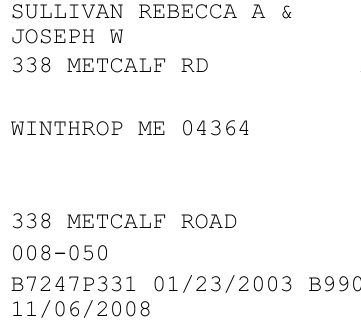 SULLIVAN REBECCA A &
JOSEPH W
338 METCALF RD
WINTHROP ME 04364
338 METCALF ROAD
008-050
B7247P331 01/23/2003 B990
11/06/2008